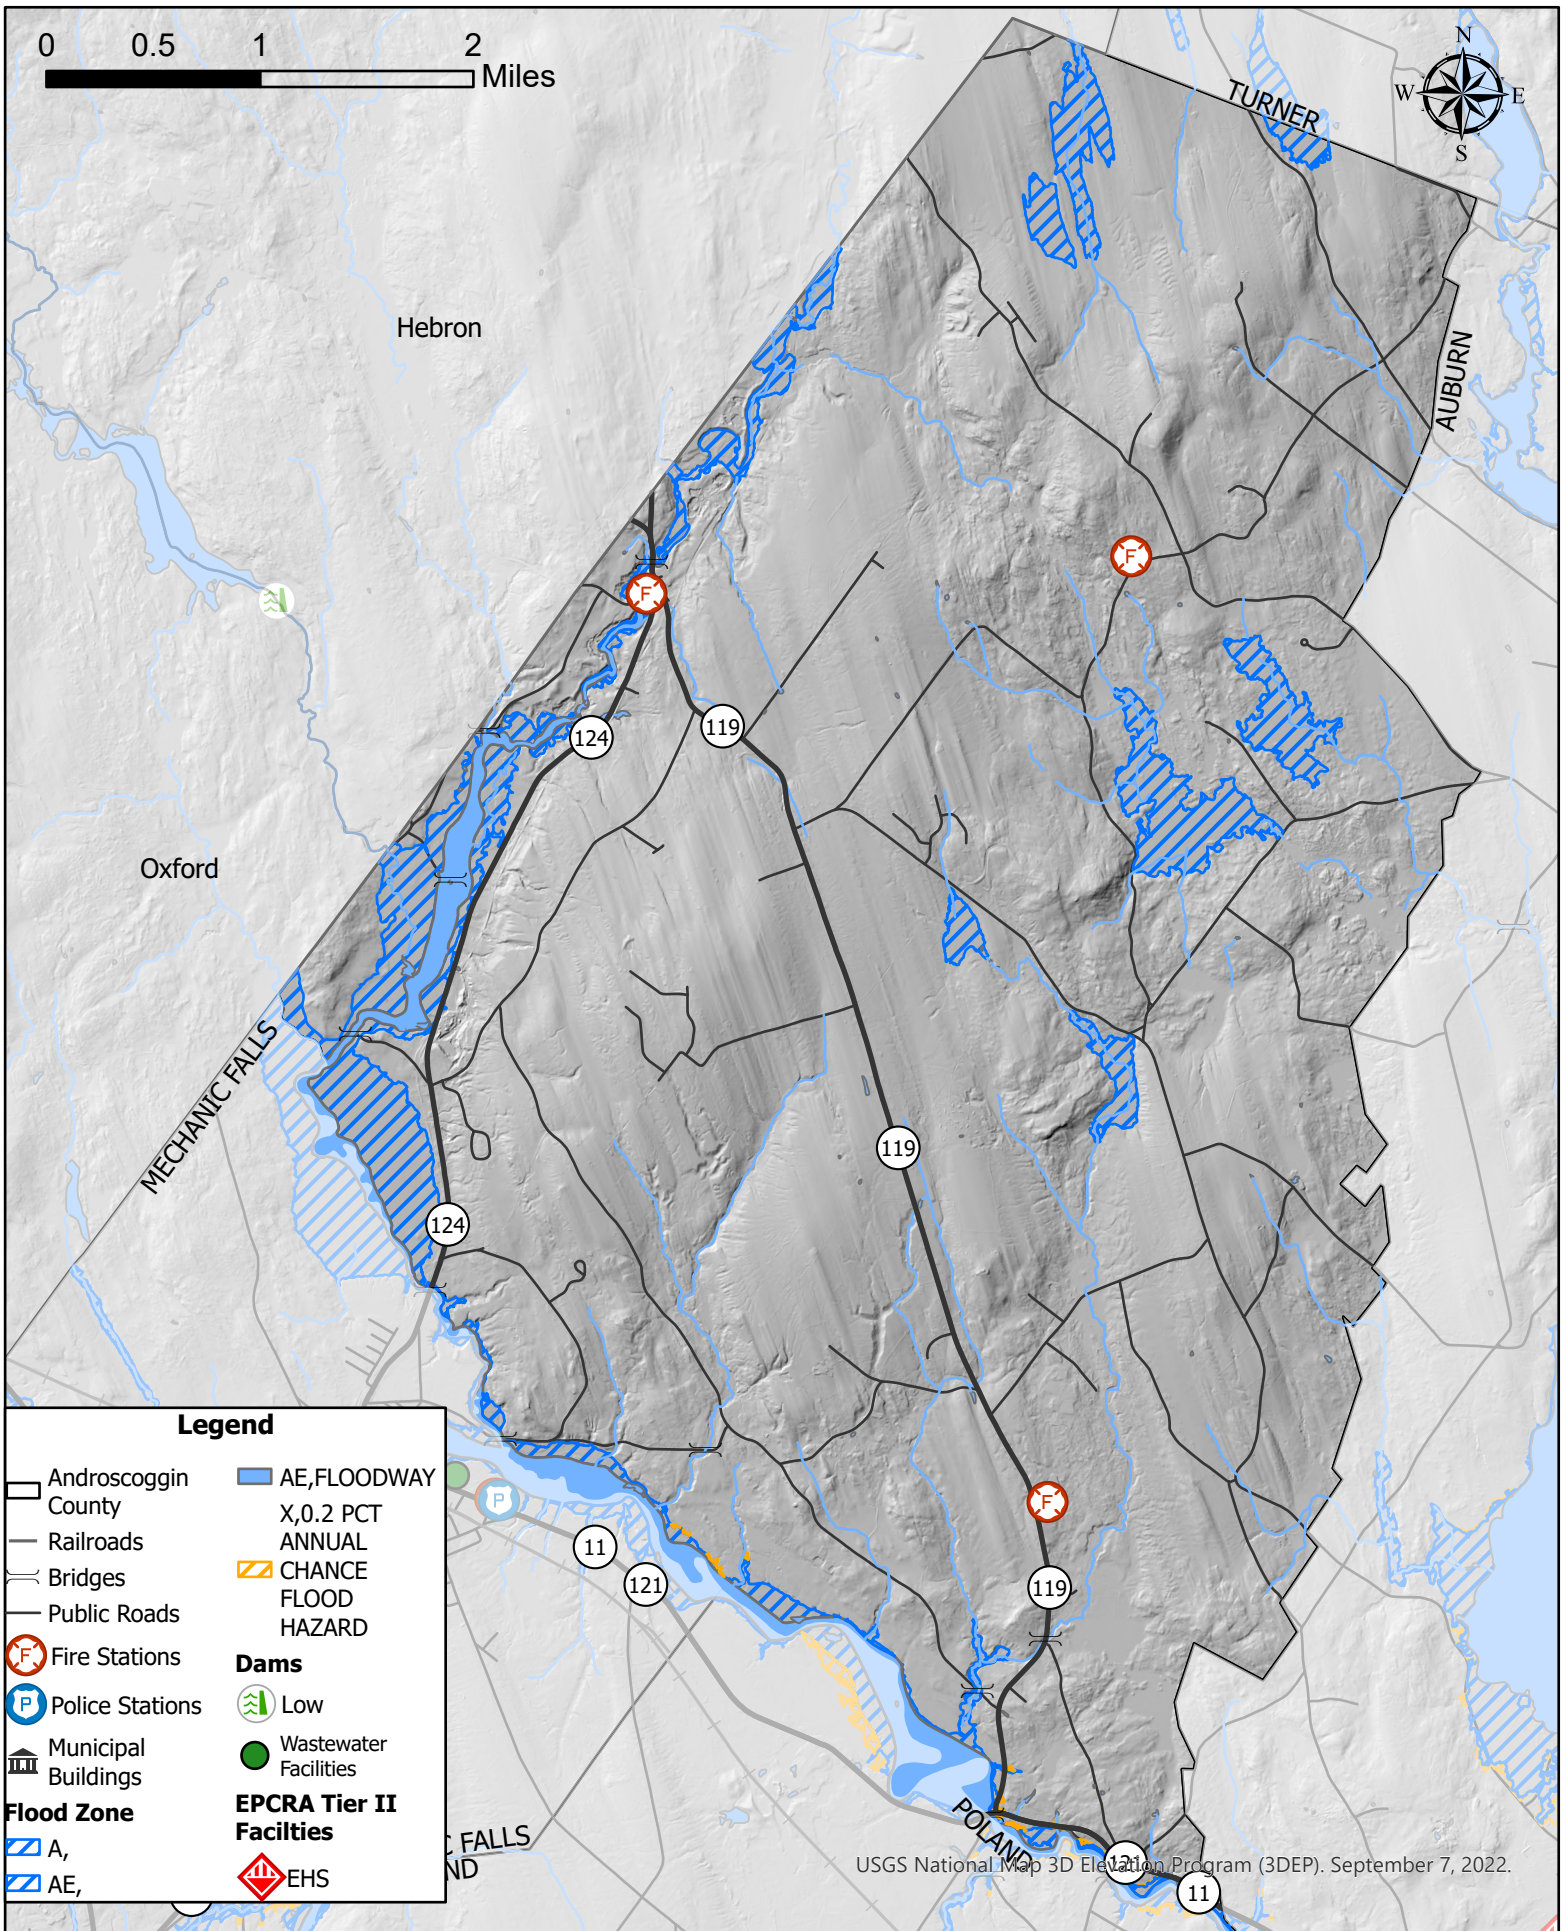 0 0.5 1 2
Miles
N
W E
S
TURNER
Hebron
AUBURN
F
F
124
119
Oxford
MECHANIC FALLS
119
124
F
P
11
121
119
POLAND
C FALLS
ND
121
11
Legend
Androscoggin
County
Railroads
Bridges
Public Roads
F Fire Stations
P Police Stations
Municipal
Buildings
Flood Zone
A,
AE,
AE,FLOODWAY
X,0.2 PCT
ANNUAL
CHANCE
FLOOD
HAZARD
Dams
Low
Wastewater
Facilities
EPCRA Tier II
Facilties
EHS
USGS National Map 3D Elevation Program (3DEP). September 7, 2022.